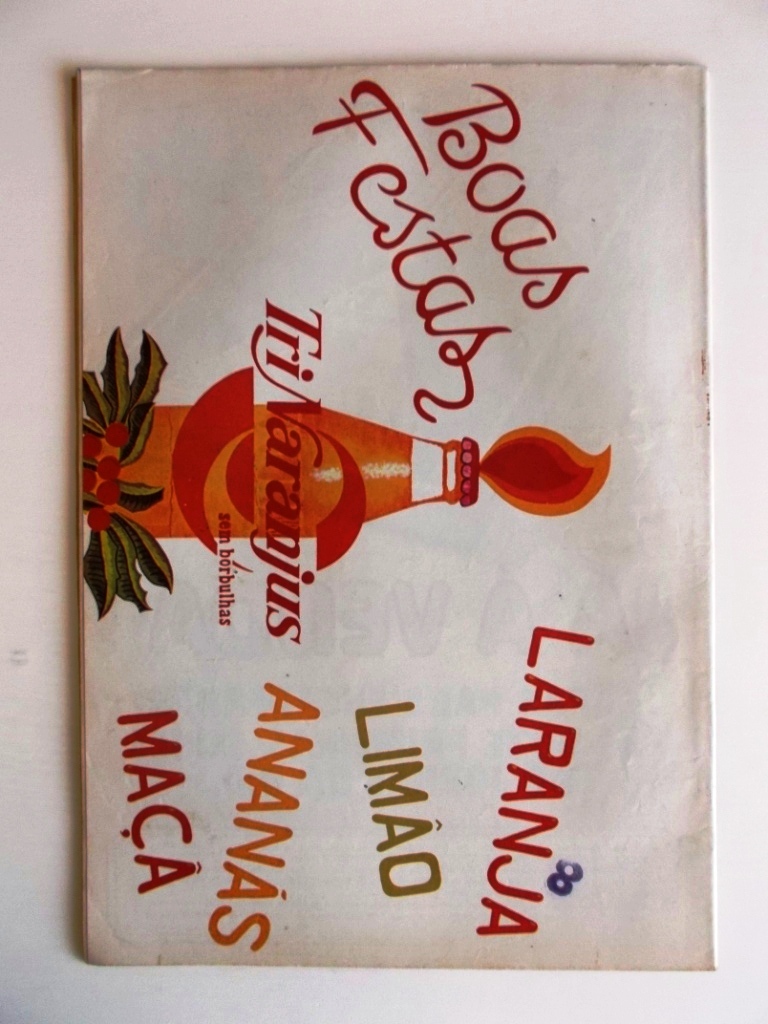 Boas
Festas
TriNaranjus
sem borbulhas
LARANJA
8
LIMÃO
ANANÁS
MAÇÃ